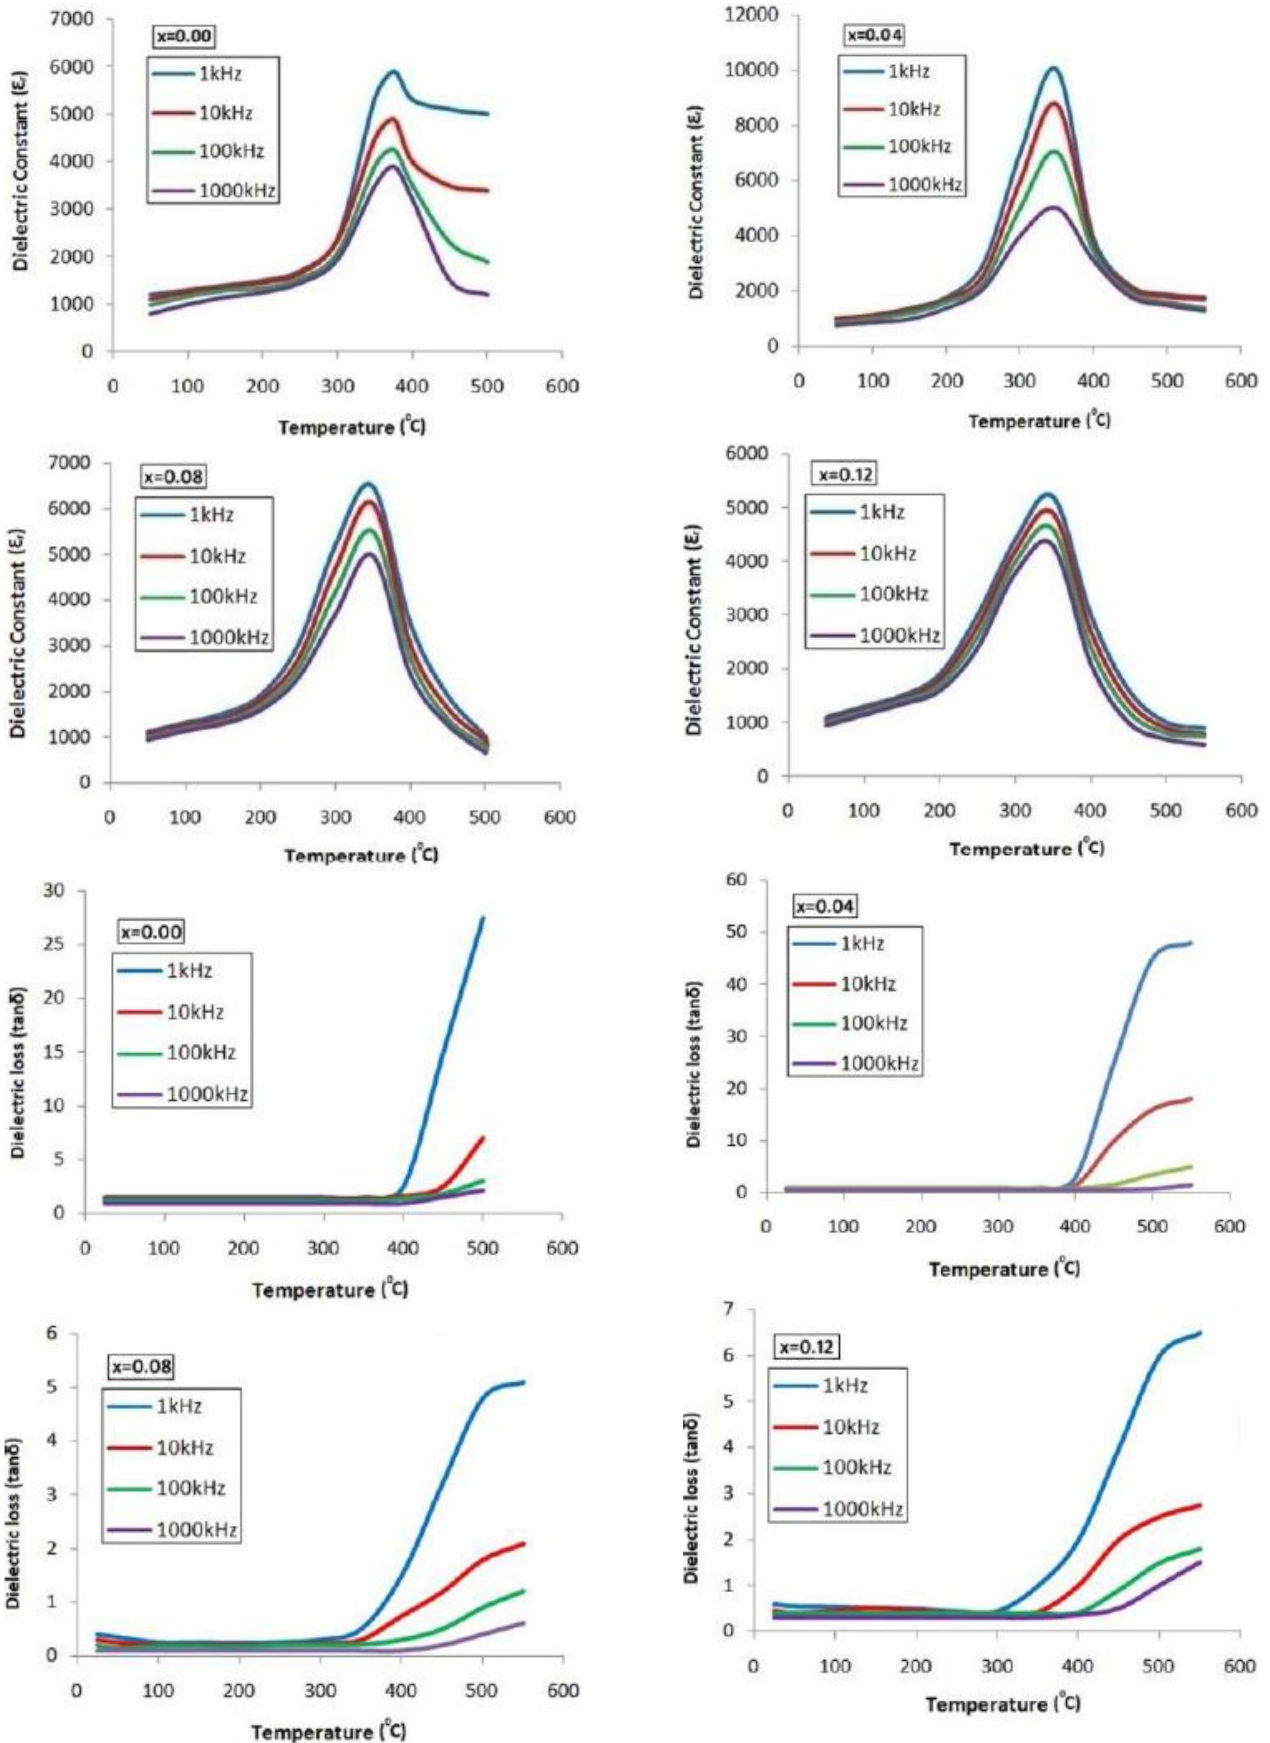 x=0.00
1kHz
10kHz
100kHz
1000kHz
Dielectric Constant (εr)
7000
6000
5000
4000
3000
2000
1000
0
0 100 200 300 400 500 600
Temperature (⁰C)
x=0.04
1kHz
10kHz
100kHz
1000kHz
Dielectric Constant (εr)
12000
10000
8000
6000
4000
2000
0
0 100 200 300 400 500 600
Temperature (⁰C)
x=0.08
1kHz
10kHz
100kHz
1000kHz
Dielectric Constant (εr)
7000
6000
5000
4000
3000
2000
1000
0
0 100 200 300 400 500 600
Temperature (⁰C)
x=0.12
1kHz
10kHz
100kHz
1000kHz
Dielectric Constant (εr)
6000
5000
4000
3000
2000
1000
0
0 100 200 300 400 500 600
Temperature (⁰C)
x=0.00
1kHz
10kHz
100kHz
1000kHz
Dielectric loss (tanδ)
30
25
20
15
10
5
0
0 100 200 300 400 500 600
Temperature (⁰C)
x=0.04
1kHz
10kHz
100kHz
1000kHz
Dielectric loss (tanδ)
60
50
40
30
20
10
0
0 100 200 300 400 500 600
Temperature (⁰C)
x=0.08
1kHz
10kHz
100kHz
1000kHz
Dielectric loss (tanδ)
6
5
4
3
2
1
0
0 100 200 300 400 500 600
Temperature (⁰C)
x=0.12
1kHz
10kHz
100kHz
1000kHz
Dielectric loss (tanδ)
7
6
5
4
3
2
1
0
0 100 200 300 400 500 600
Temperature (⁰C)